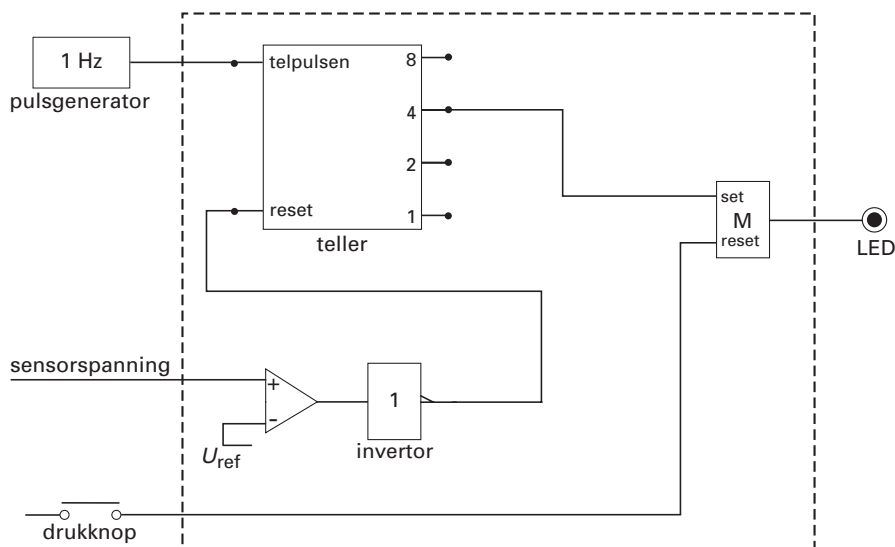 1 Hz
pulsgenerator
telpulsen
8
4
2
1
reset
teller
set
M
reset
LED
sensorspanning
+
-
Uref
1
invertor
drukknop